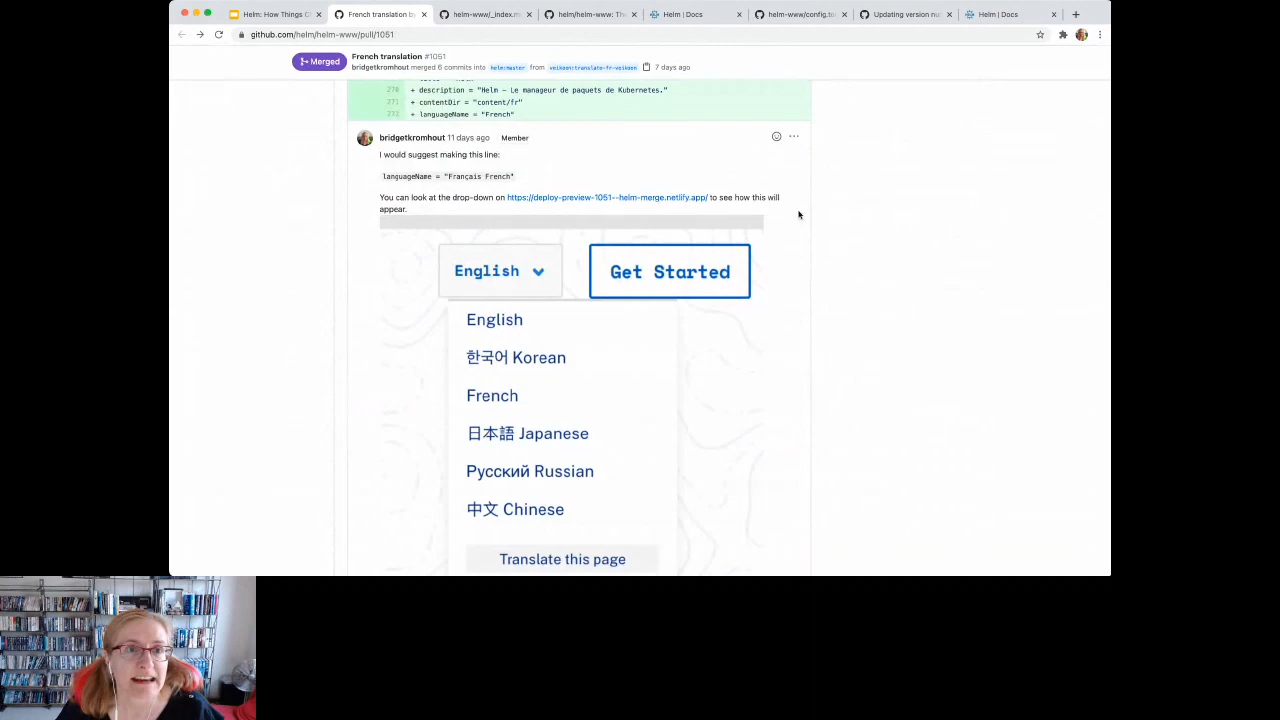 Helm: How Things C
French translation by
helm-www/_index.m
helm/helm-www: Th
Helm | Docs
helm-www/config.to
Updating version nu
Helm | Docs
github.com/helm/helm-www/pull/1051
Merged
French translation #1051
bridgetkromhout merged 6 commits into helm:master from 7 days ago
270 + description = "Helm - Le manageur de paquets de Kubernetes."
271 + contentDir = "content/fr"
272 + languageName = "French"
bridgetkromhout 11 days ago Member
I would suggest making this line:
languageName = "Français French"
You can look at the drop-down on https://deploy-preview-1051--helm-merge.netlify.app/ to see how this will
appear.
English
Get Started
English
한국어 Korean
French
日本語 Japanese
Русский Russian
中文 Chinese
Translate this page